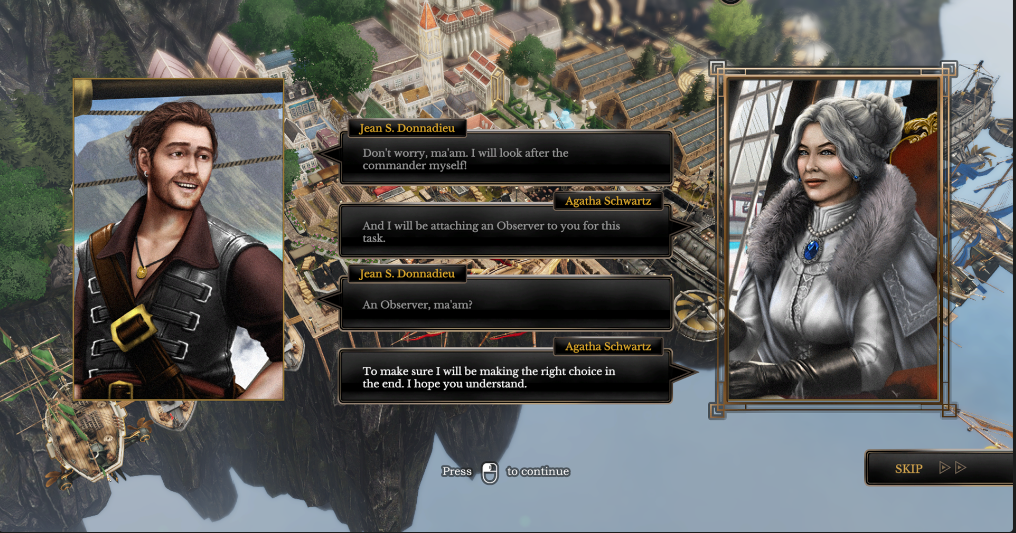 Jean S. Donnadieu
Don't worry, ma'am. I will look after the
commander myself!
Agatha Schwartz
And I will be attaching an Observer to you for this
task.
Jean S. Donnadieu
An Observer, ma'am?
Agatha Schwartz
To make sure I will be making the right choice in
the end. I hope you understand.
Press to continue
SKIP